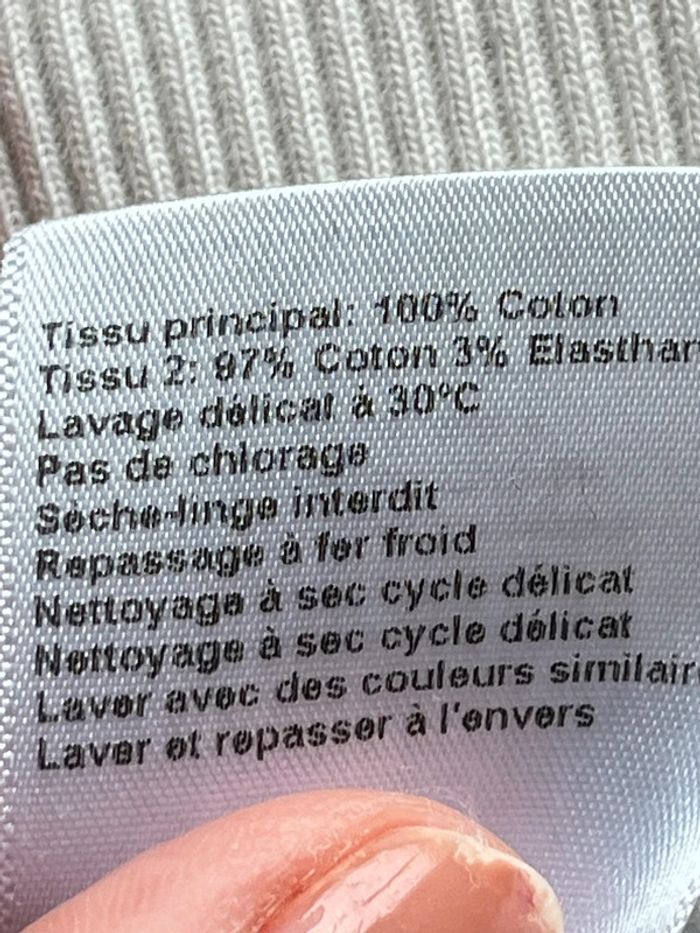 Tissu principal: 100% Coton
Tissu 2: 97% Coton 3% Elasthan
Lavage délicat à 30°C
Pas de chlorage
Sèche-linge interdit
Repassage à fer froid
Nettoyage à sec cycle délicat
Nettoyage à sec cycle délicat
Laver avec des couleurs similair
Laver et repasser à l'envers